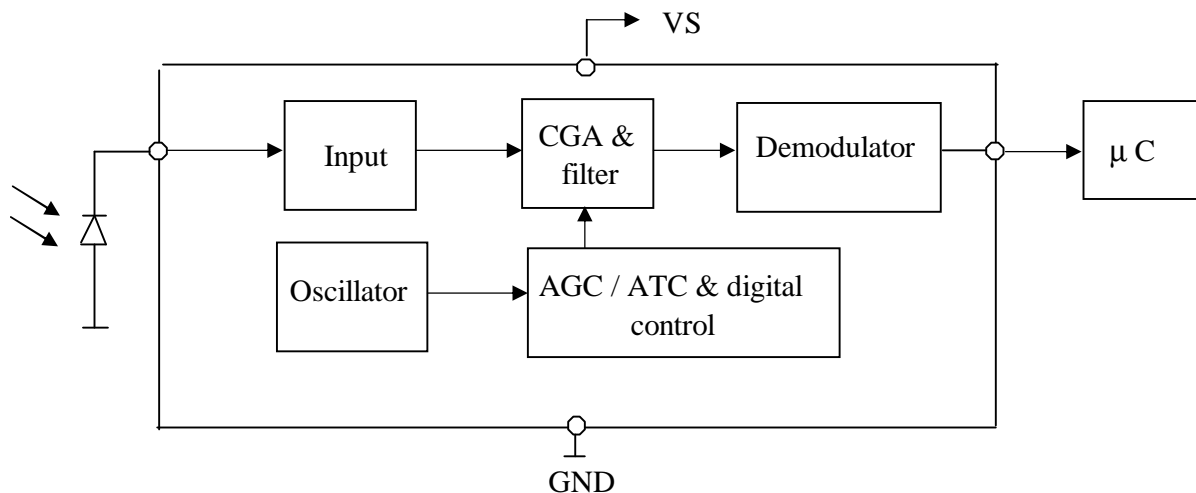 VS
Input
CGA &
filter
Demodulator
μ C
Oscillator
AGC / ATC & digital
control
GND